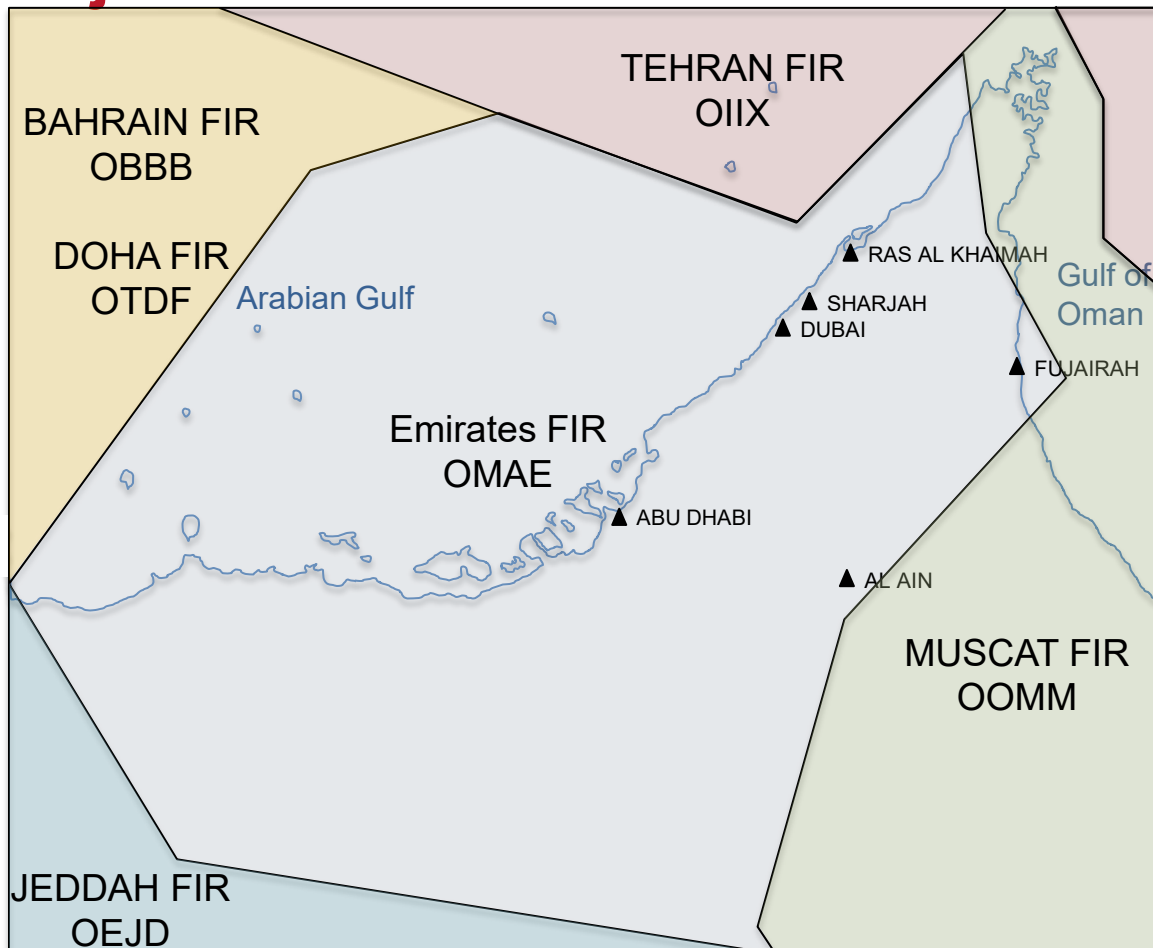 TEHRAN FIR
OIIX
BAHRAIN FIR
OBBB
DOHA FIR
OTDF
Arabian Gulf
RAS AL KHAIMAH
Gulf of
Oman
SHARJAH
DUBAI
FUJAIRAH
Emirates FIR
OMAE
ABU DHABI
AL AIN
MUSCAT FIR
OOMM
JEDDAH FIR
OEJD